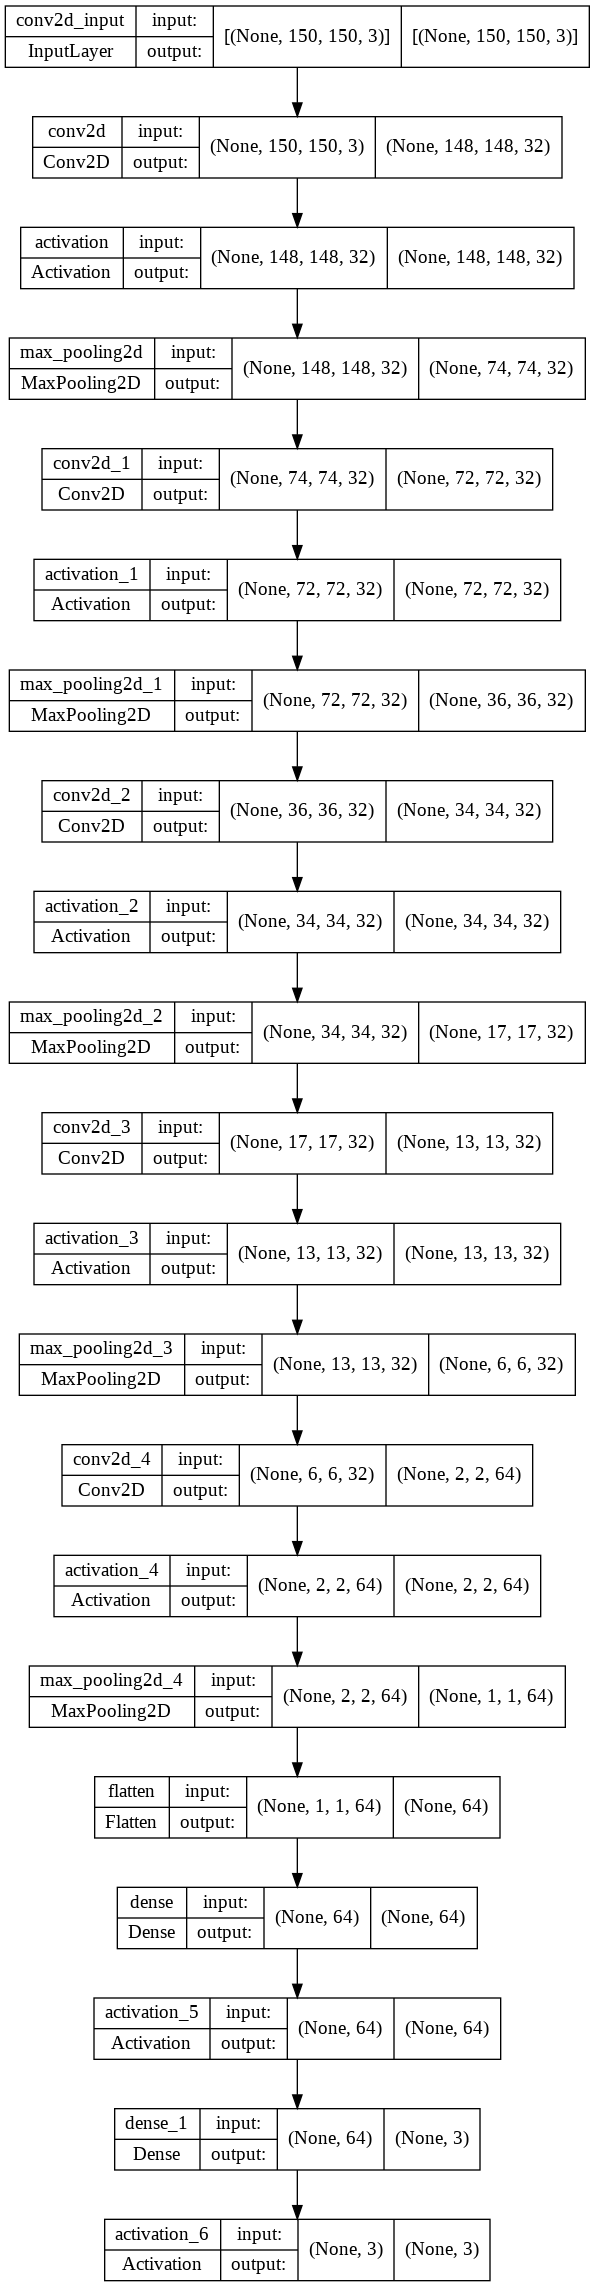 conv2d_input input: [(None, 150, 150, 3)] [(None, 150, 150, 3)]
InputLayer output:
conv2d input: (None, 150, 150, 3) (None, 148, 148, 32)
Conv2D output:
activation input: (None, 148, 148, 32) (None, 148, 148, 32)
Activation output:
max_pooling2d input: (None, 148, 148, 32) (None, 74, 74, 32)
MaxPooling2D output:
conv2d_1 input: (None, 74, 74, 32) (None, 72, 72, 32)
Conv2D output:
activation_1 input: (None, 72, 72, 32) (None, 72, 72, 32)
Activation output:
max_pooling2d_1 input: (None, 72, 72, 32) (None, 36, 36, 32)
MaxPooling2D output:
conv2d_2 input: (None, 36, 36, 32) (None, 34, 34, 32)
Conv2D output:
activation_2 input: (None, 34, 34, 32) (None, 34, 34, 32)
Activation output:
max_pooling2d_2 input: (None, 34, 34, 32) (None, 17, 17, 32)
MaxPooling2D output:
conv2d_3 input: (None, 17, 17, 32) (None, 13, 13, 32)
Conv2D output:
activation_3 input: (None, 13, 13, 32) (None, 13, 13, 32)
Activation output:
max_pooling2d_3 input: (None, 13, 13, 32) (None, 6, 6, 32)
MaxPooling2D output:
conv2d_4 input: (None, 6, 6, 32) (None, 2, 2, 64)
Conv2D output:
activation_4 input: (None, 2, 2, 64) (None, 2, 2, 64)
Activation output:
max_pooling2d_4 input: (None, 2, 2, 64) (None, 1, 1, 64)
MaxPooling2D output:
flatten input: (None, 1, 1, 64) (None, 64)
Flatten output:
dense input: (None, 64) (None, 64)
Dense output:
activation_5 input: (None, 64) (None, 64)
Activation output:
dense_1 input: (None, 64) (None, 3)
Dense output:
activation_6 input: (None, 3) (None, 3)
Activation output: